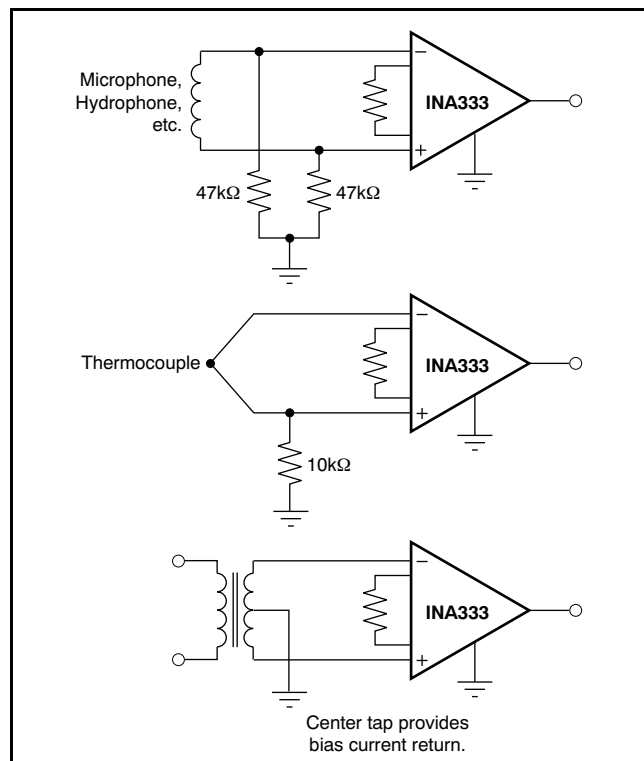 Microphone,
Hydrophone,
etc.
−
INA333
+
47kΩ
47kΩ
Thermocouple
−
INA333
+
10kΩ
−
INA333
+
Center tap provides
bias current return.